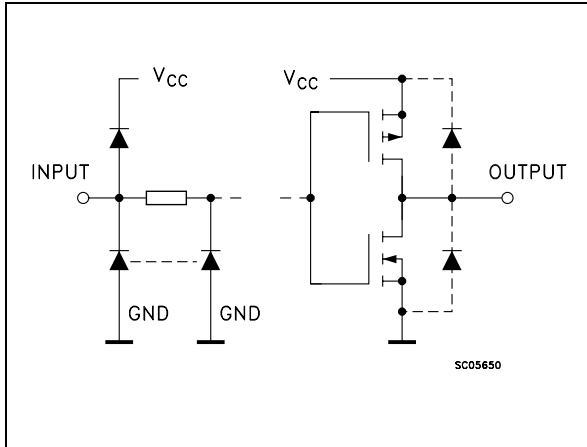 VCC
VCC
INPUT
OUTPUT
GND
GND
SC05650